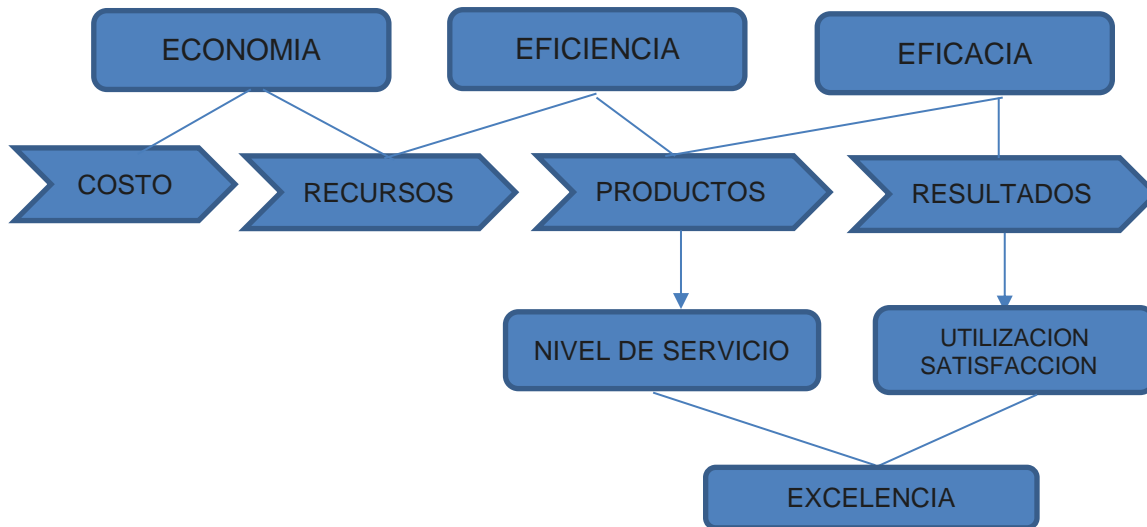 ECONOMIA
EFICIENCIA
EFICACIA
COSTO
RECURSOS
PRODUCTOS
RESULTADOS
NIVEL DE SERVICIO
UTILIZACION
SATISFACCION
EXCELENCIA